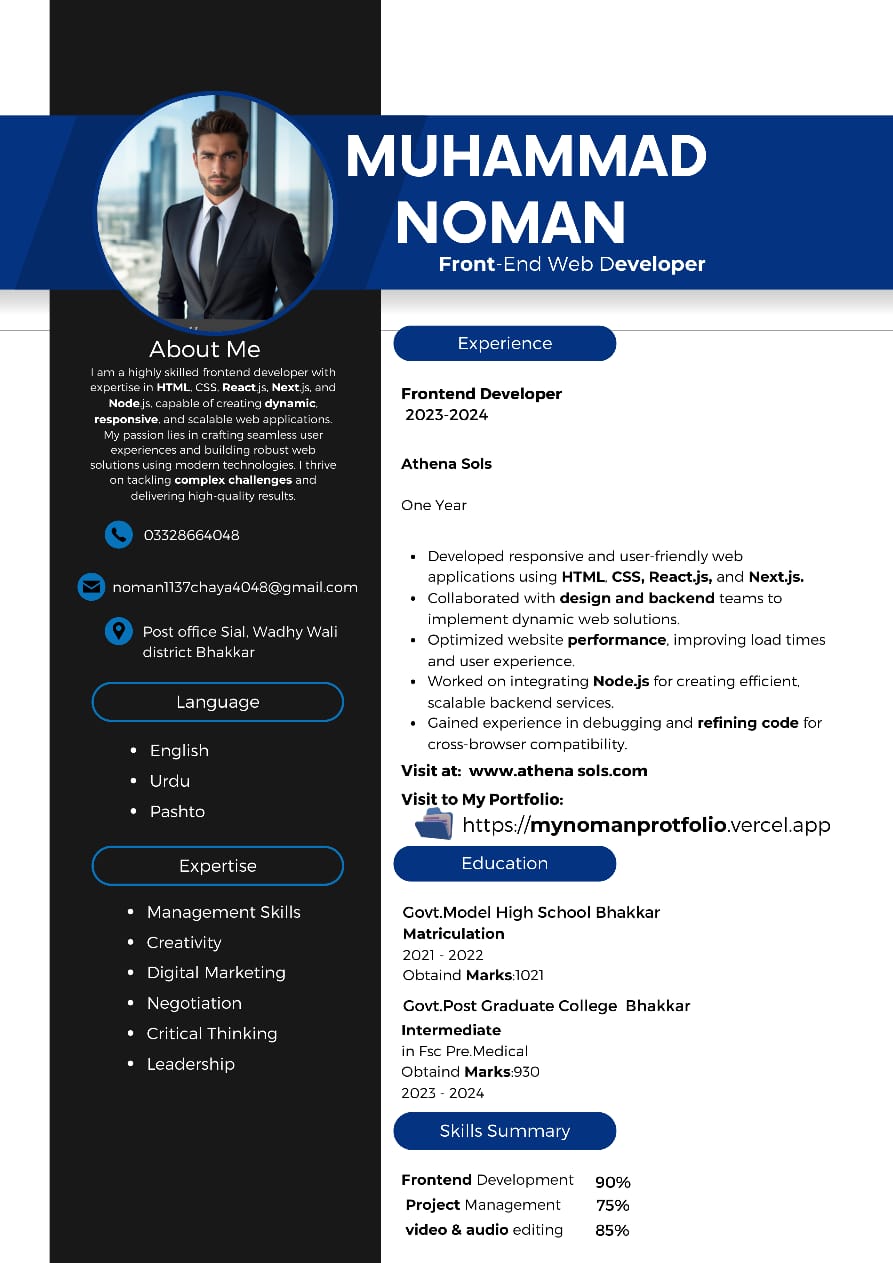 MUHAMMAD
NOMAN
Front-End Web Developer
About Me
I am a highly skilled frontend developer with
expertise in HTML, CSS, React.js, Next.js, and
Node.js, capable of creating dynamic,
responsive, and scalable web applications.
My passion lies in crafting seamless user
experiences and building robust web
solutions using modern technologies. I thrive
on tackling complex challenges and
delivering high-quality results.
03328664048
noman1137chaya4048@gmail.com
Post office Sial, Wadhy Wali
district Bhakkar
Language
• English
• Urdu
• Pashto
Expertise
• Management Skills
• Creativity
• Digital Marketing
• Negotiation
• Critical Thinking
• Leadership
Experience
Frontend Developer
2023-2024
Athena Sols
One Year
• Developed responsive and user-friendly web
applications using HTML, CSS, React.js, and Next.js.
• Collaborated with design and backend teams to
implement dynamic web solutions.
• Optimized website performance, improving load times
and user experience.
• Worked on integrating Node.js for creating efficient,
scalable backend services.
• Gained experience in debugging and refining code for
cross-browser compatibility.
Visit at: www.athena sols.com
Visit to My Portfolio:
https://mynomanprotfolio.vercel.app
Education
Govt.Model High School Bhakkar
Matriculation
2021 - 2022
Obtaind Marks:1021
Govt.Post Graduate College Bhakkar
Intermediate
in Fsc Pre.Medical
Obtaind Marks:930
2023 - 2024
Skills Summary
Frontend Development 90%
Project Management 75%
video & audio editing 85%